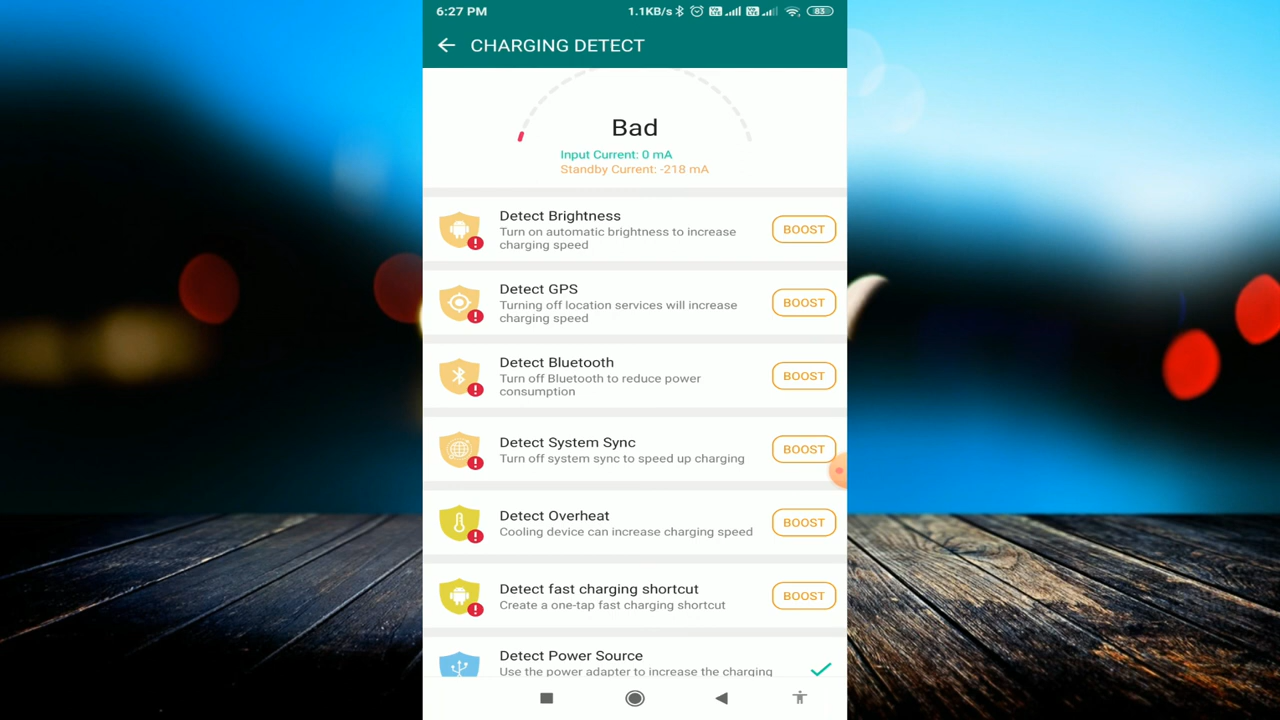 6:27 PM
1.1KB/s
83
CHARGING DETECT
Bad
Input Current: 0 mA
Standby Current: -218 mA
Detect Brightness
Turn on automatic brightness to increase
charging speed
BOOST
Detect GPS
Turning off location services will increase
charging speed
BOOST
Detect Bluetooth
Turn off Bluetooth to reduce power
consumption
BOOST
Detect System Sync
Turn off system sync to speed up charging
BOOST
Detect Overheat
Cooling device can increase charging speed
BOOST
Detect fast charging shortcut
Create a one-tap fast charging shortcut
BOOST
Detect Power Source
Use the power adapter to increase the charging